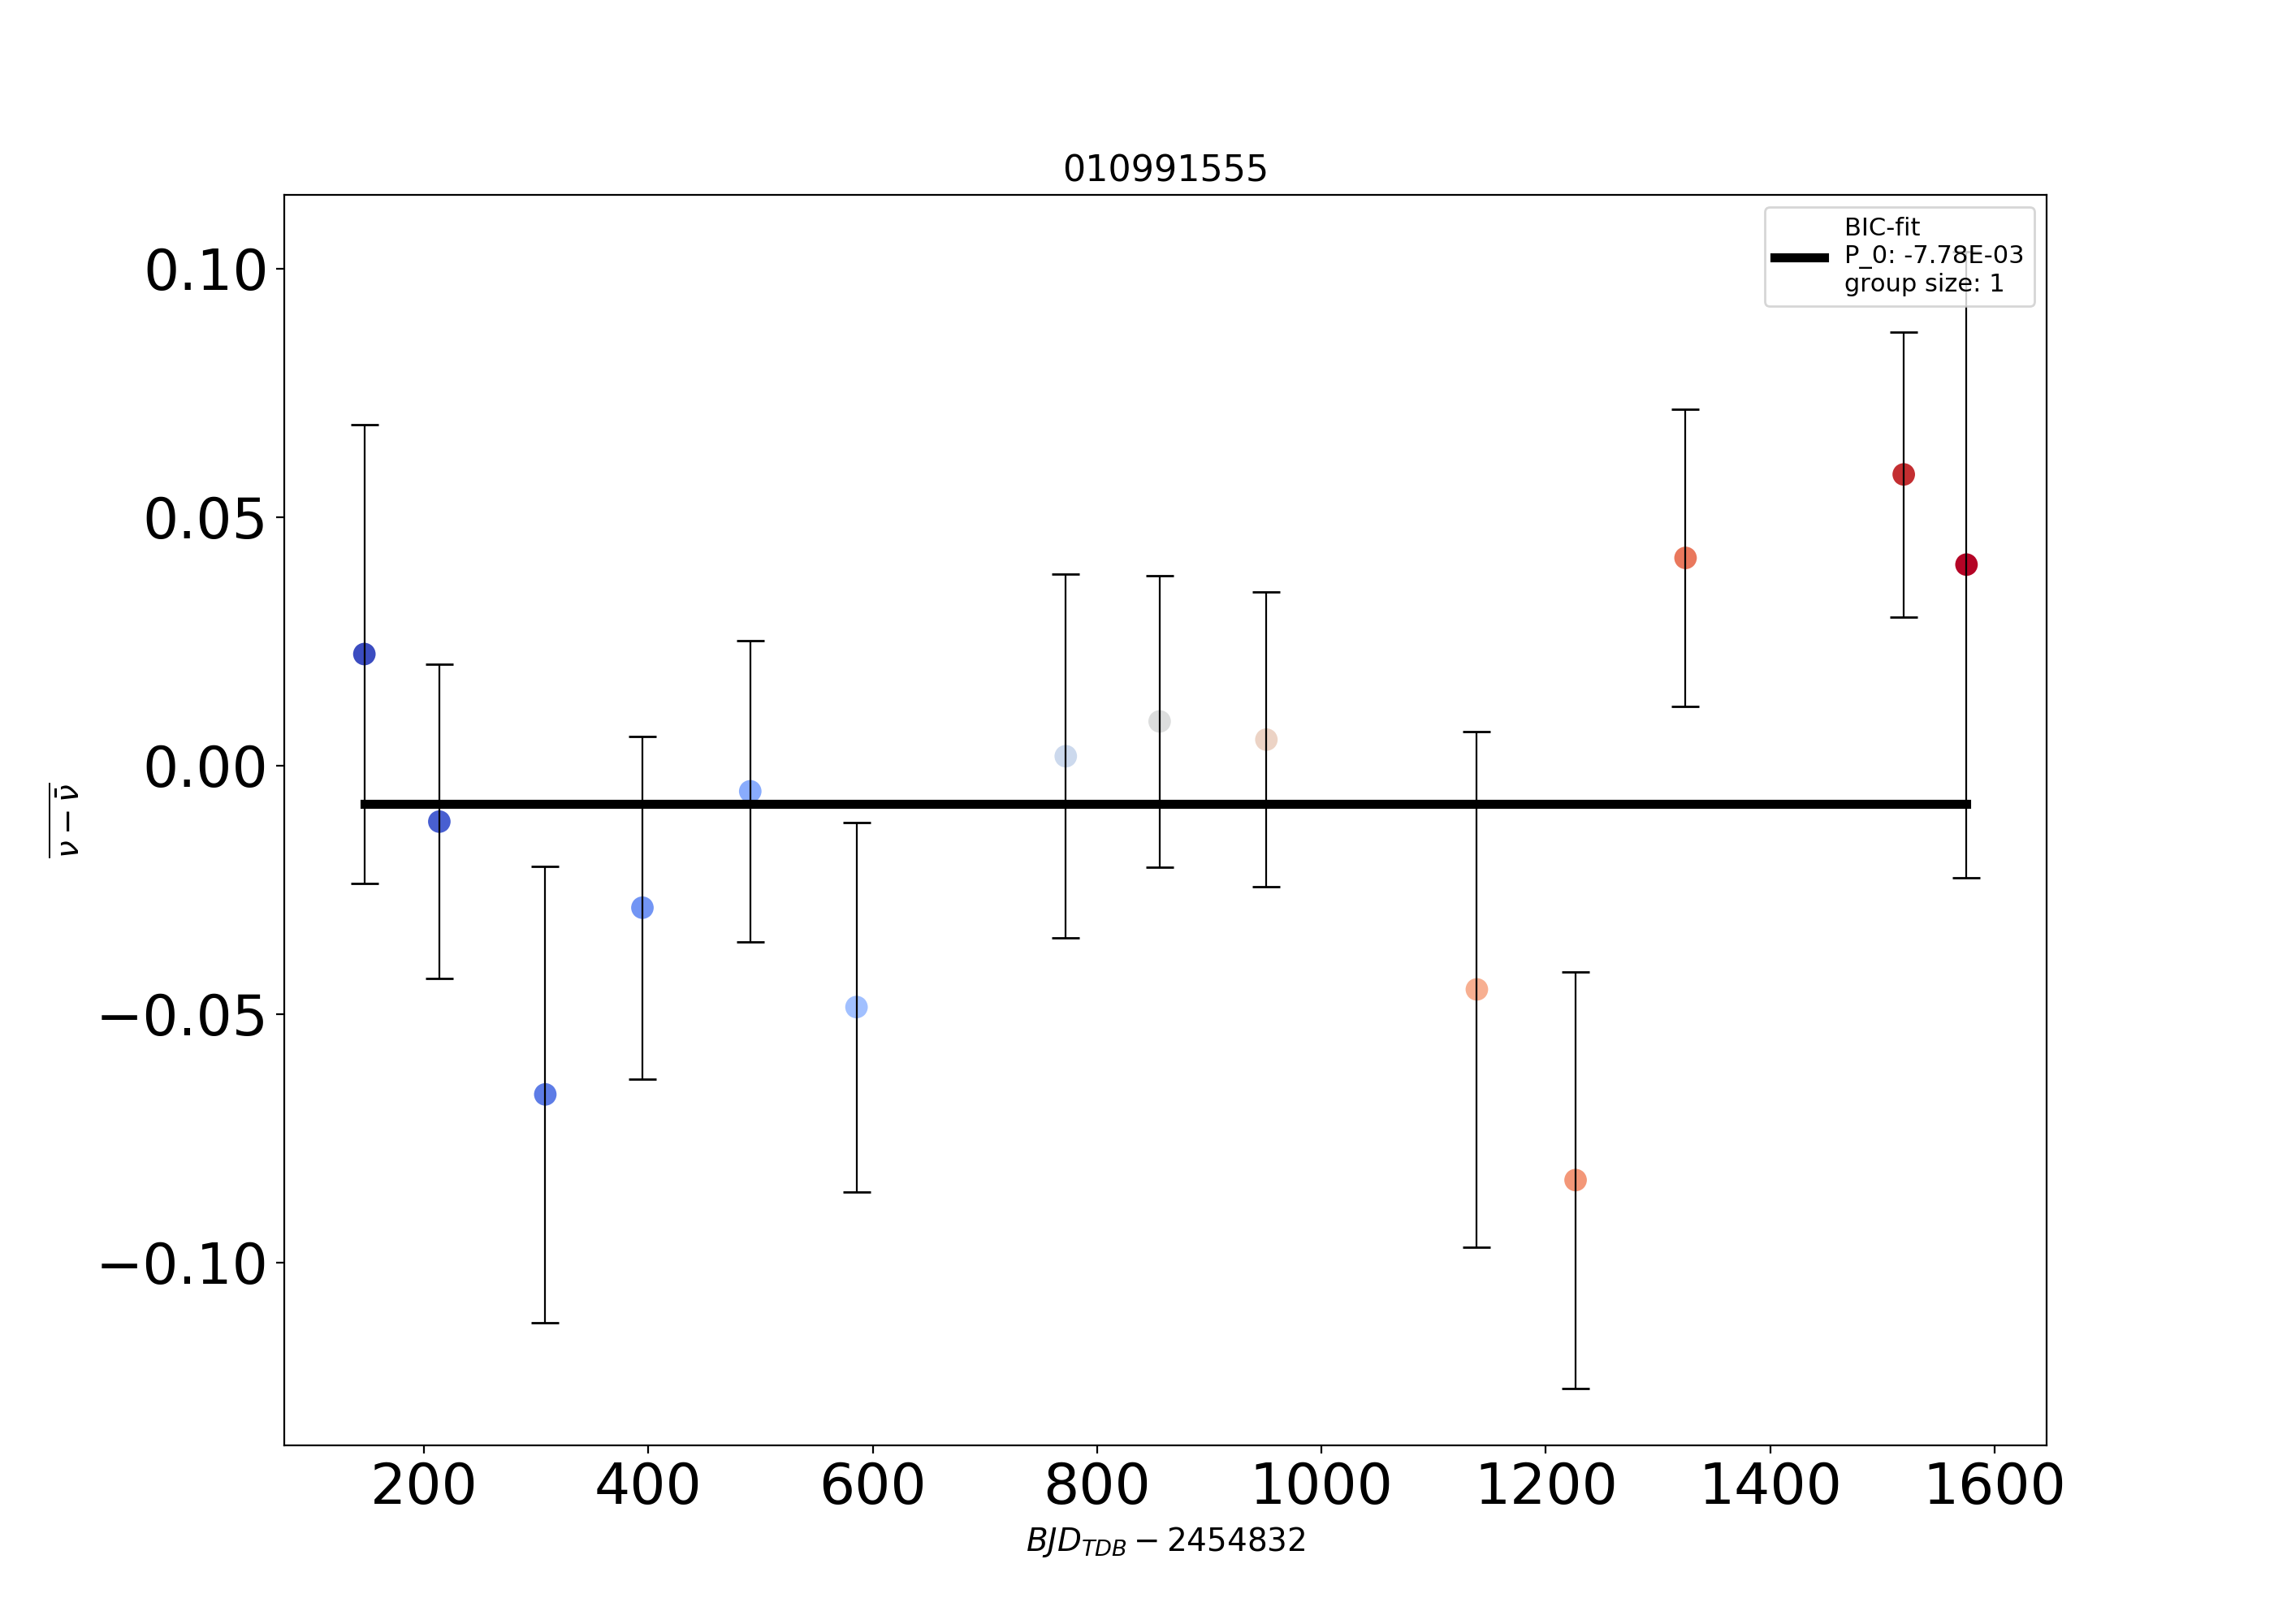 010991555
BIC-fit
P_0: -7.78E-03
group size: 1
0.10
0.05
0.00
−0.05
−0.10
ν − ν̄
200 400 600 800 1000 1200 1400 1600
BJD_TDB − 2454832